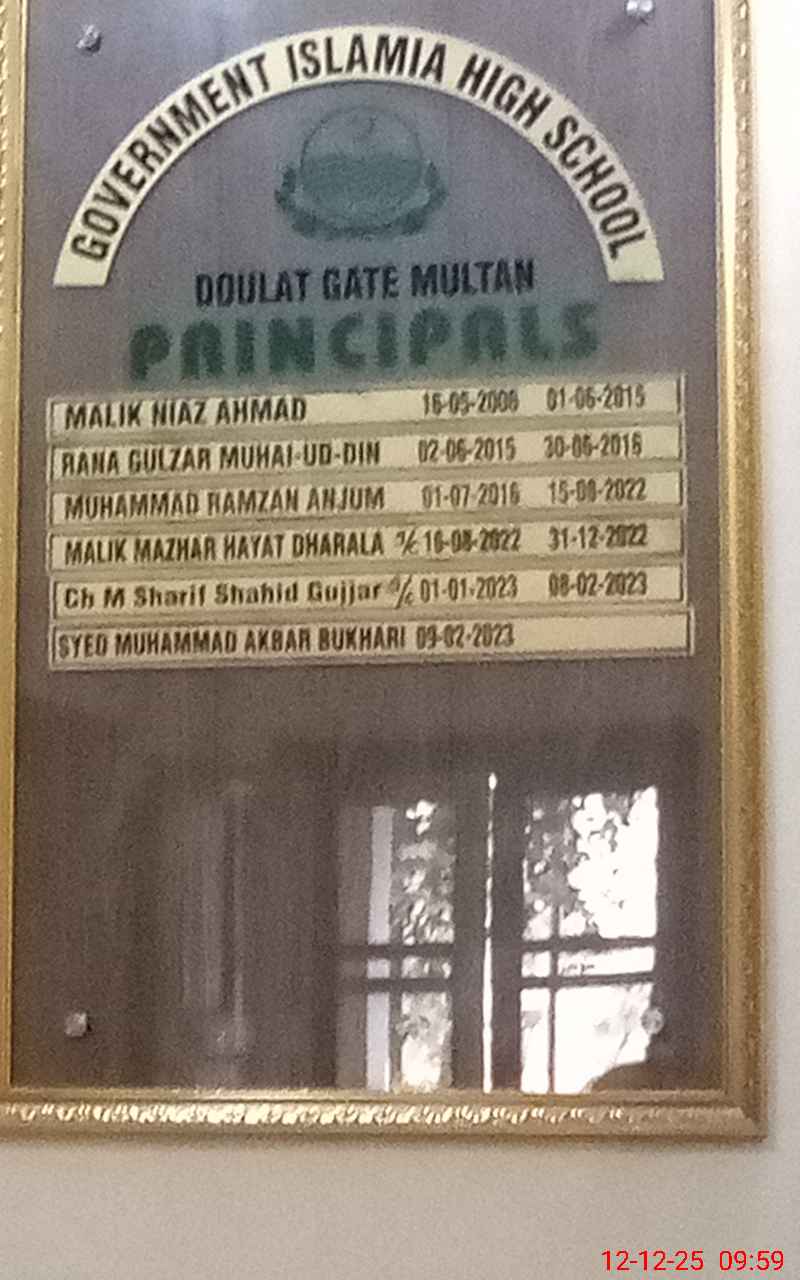 GOVERNMENT ISLAMIA HIGH SCHOOL
DOULAT GATE MULTAN
PRINCIPALS
MALIK NIAZ AHMAD 16-05-2006 01-06-2015
RANA GULZAR MUHAI-UD-DIN 02-06-2015 30-06-2016
MUHAMMAD RAMZAN ANJUM 01-07-2016 15-08-2022
MALIK MAZHAR HAYAT DHARALA A/C 16-08-2022 31-12-2022
Ch M Sharif Shahid Gujjar A/C 01-01-2023 08-02-2023
SYED MUHAMMAD AKBAR BUKHARI 09-02-2023
12-12-25 09:59